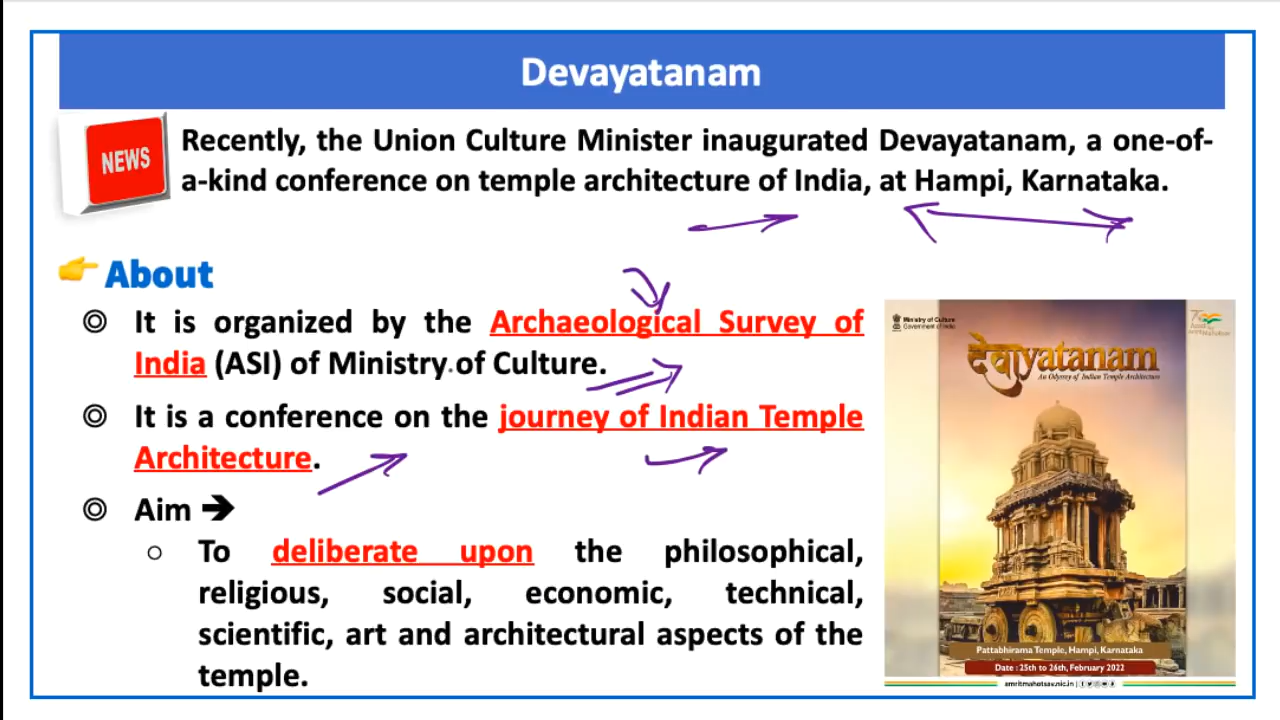 Devayatanam
NEWS
Recently, the Union Culture Minister inaugurated Devayatanam, a one-of-
a-kind conference on temple architecture of India, at Hampi, Karnataka.
About
It is organized by the Archaeological Survey of
India (ASI) of Ministry of Culture.
It is a conference on the journey of Indian Temple
Architecture.
Aim ➔
To deliberate upon the philosophical,
religious, social, economic, technical,
scientific, art and architectural aspects of the
temple.
Ministry of Culture
Government of India
देवाyatanam
An Odyssey of Indian Temple Architecture
Pattabhirama Temple, Hampi, Karnataka
Date : 25th to 26th, February 2022
amritmahotsav.nic.in